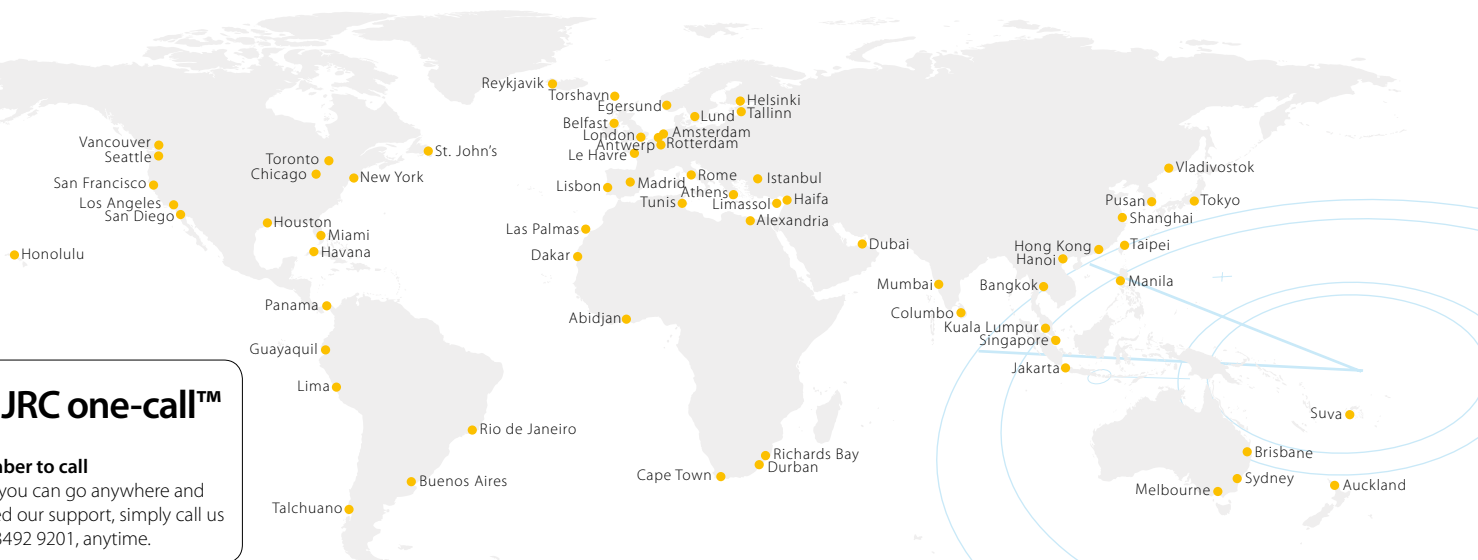 Reykjavik
Torshavn
Egersund
Helsinki
Tallinn
Lund
Belfast
London
Amsterdam
Antwerp
Rotterdam
Le Havre
Vancouver
Seattle
Toronto
Chicago
St. John’s
New York
San Francisco
Los Angeles
San Diego
Lisbon
Madrid
Rome
Istanbul
Athens
Tunis
Limassol
Haifa
Alexandria
Vladivostok
Pusan
Tokyo
Shanghai
Houston
Miami
Havana
Honolulu
Las Palmas
Dakar
Dubai
Hong Kong
Hanoi
Taipei
Mumbai
Bangkok
Manila
Panama
Abidjan
Columbo
Kuala Lumpur
Singapore
Guayaquil
Jakarta
Lima
JRC one-call™
Suva
Rio de Janeiro
Richards Bay
Durban
Brisbane
Cape Town
Buenos Aires
Sydney
Melbourne
Auckland
Talchuano
ber to call
you can go anywhere and
ed our support, simply call us
3492 9201, anytime.